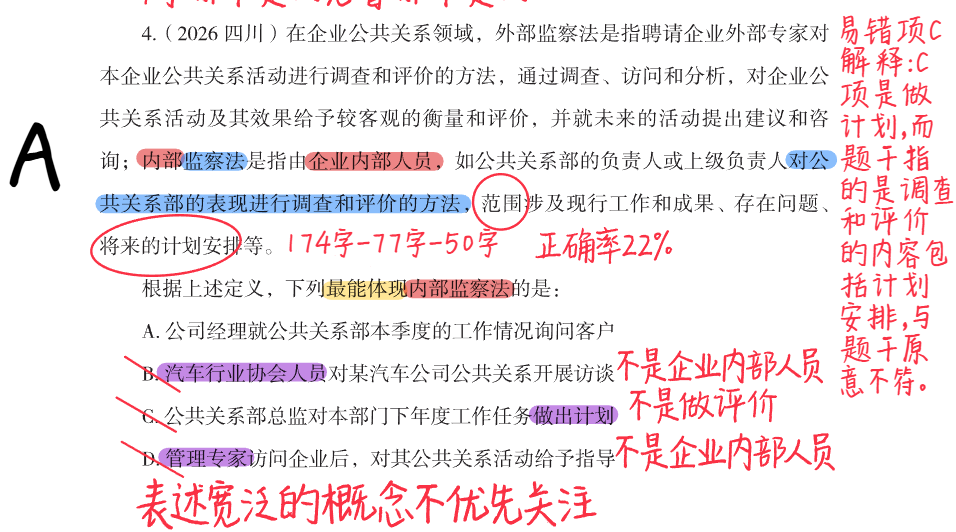 4.（2026 四川）在企业公共关系领域，外部监察法是指聘请企业外部专家对
本企业公共关系活动进行调查和评价的方法，通过调查、访问和分析，对企业公
共关系活动及其效果给予较客观的衡量和评价，并就未来的活动提出建议和咨
询；内部监察法是指由企业内部人员，如公共关系部的负责人或上级负责人对公
共关系部的表现进行调查和评价的方法，范围涉及现行工作和成果、存在问题、
将来的计划安排等。174字-77字-50字 正确率22%
根据上述定义，下列最能体现内部监察法的是：
A. 公司经理就公共关系部本季度的工作情况询问客户
B. 汽车行业协会人员对某汽车公司公共关系开展访谈 不是企业内部人员
C. 公共关系部总监对本部门下年度工作任务做出计划 不是做评价
D. 管理专家访问企业后，对其公共关系活动给予指导 不是企业内部人员
表述宽泛的概念不优先关注
A
易错项C
解释:C
项是做
计划,而
题干指
的是调查
和评价
的内容包
括计划
安排,与
题干原
意不符。